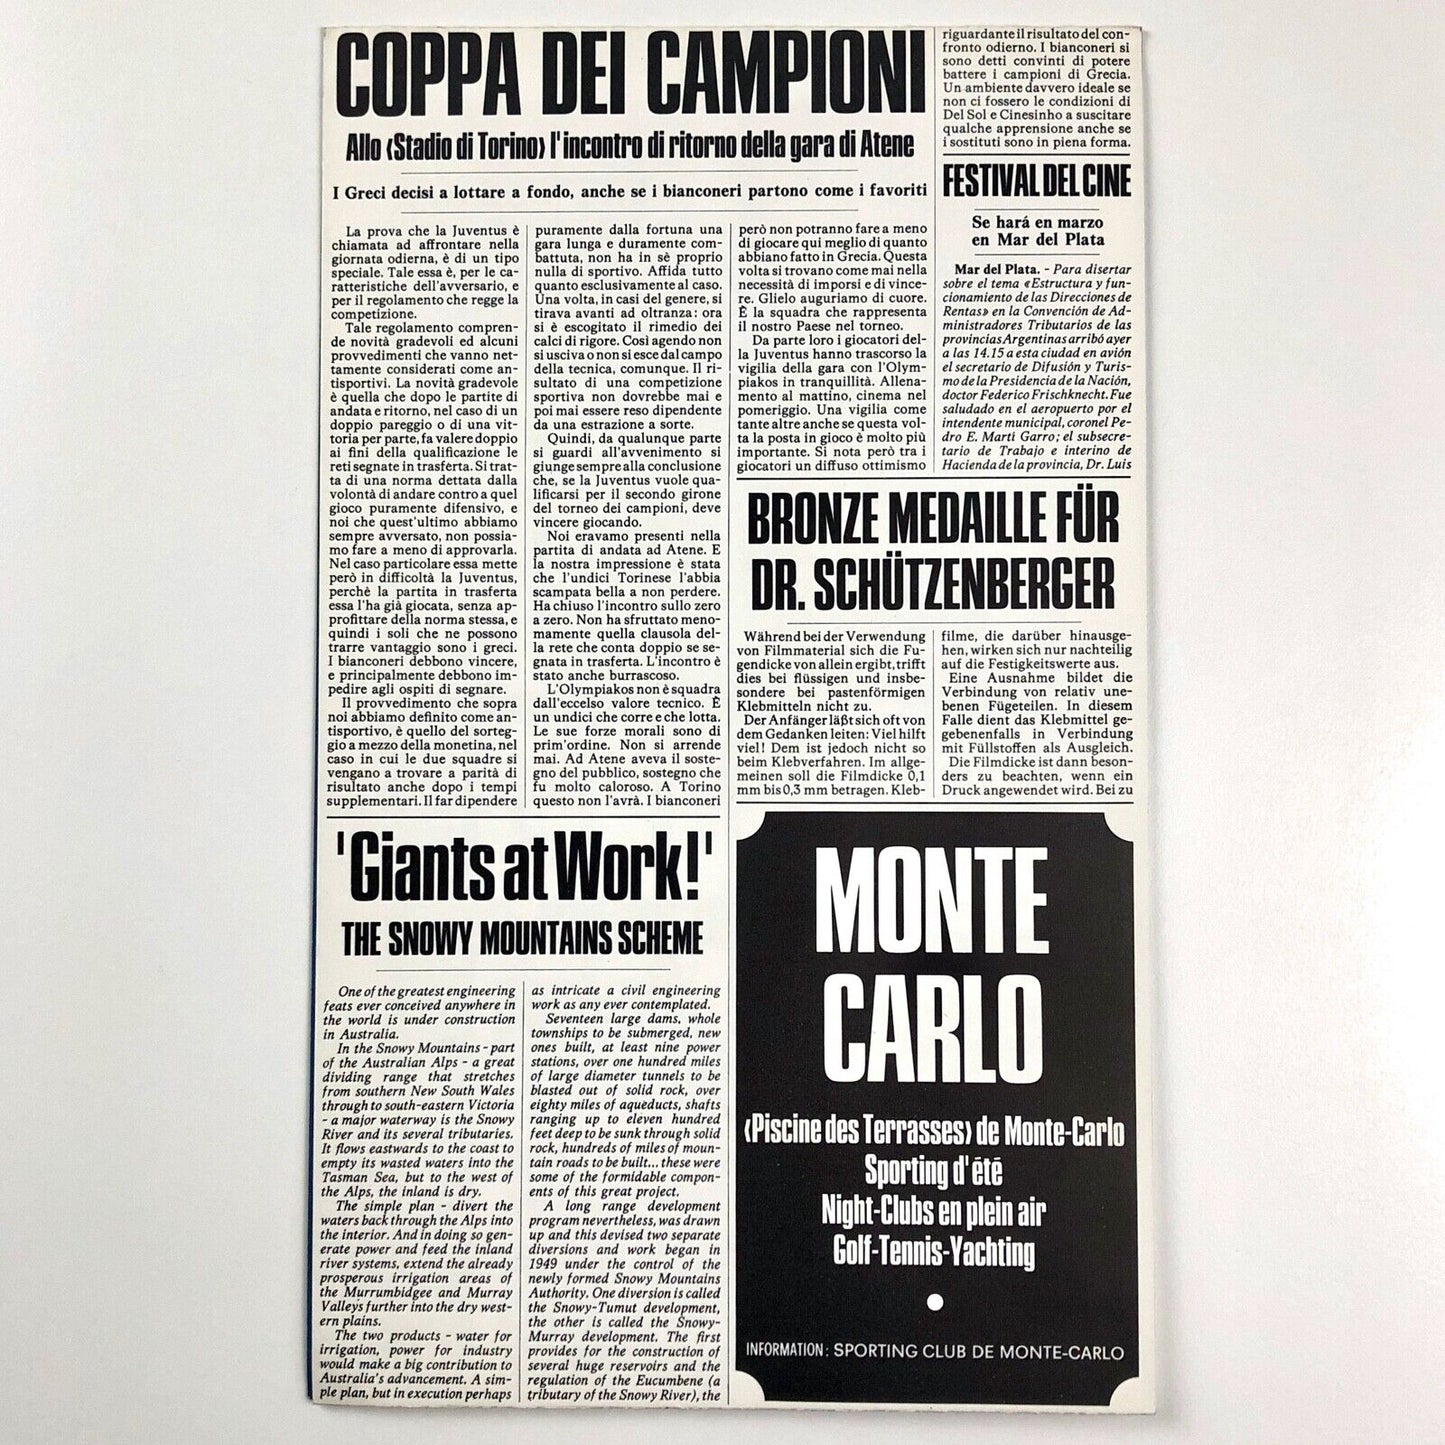 COPPA DEI CAMPIONI
Allo ‹Stadio di Torino› l'incontro di ritorno della gara di Atene
I Greci decisi a lottare a fondo, anche se i bianconeri partono come i favoriti
La prova che la Juventus è
chiamata ad affrontare nella
giornata odierna, è di un tipo
speciale. Tale essa è, per le ca-
ratteristiche dell'avversario, e
per il regolamento che regge la
competizione.
Tale regolamento compren-
de novità gradevoli ed alcuni
provvedimenti che vanno net-
tamente considerati come an-
tisportivi. La novità gradevole
è quella che dopo le partite di
andata e ritorno, nel caso di un
doppio pareggio o di una vit-
toria per parte, fa valere doppio
ai fini della qualificazione le
reti segnate in trasferta. Si trat-
ta di una norma dettata dalla
volontà di andare contro a quel
gioco puramente difensivo, e
noi che quest'ultimo abbiamo
sempre avversato, non possia-
mo fare a meno di approvarla.
Nel caso particolare essa mette
però in difficoltà la Juventus,
perchè la partita in trasferta
essa l'ha già giocata, senza ap-
profittare della norma stessa, e
quindi i soli che ne possono
trarre vantaggio sono i greci.
I bianconeri debbono vincere,
e principalmente debbono im-
pedire agli ospiti di segnare.
Il provvedimento che sopra
noi abbiamo definito come an-
tisportivo, è quello del sorteg-
gio a mezzo della monetina, nel
caso in cui le due squadre si
vengano a trovare a parità di
risultato anche dopo i tempi
supplementari. Il far dipendere
puramente dalla fortuna una
gara lunga e duramente com-
battuta, non ha in sè proprio
nulla di sportivo. Affida tutto
quanto esclusivamente al caso.
Una volta, in casi del genere, si
tirava avanti ad oltranza: ora
si è escogitato il rimedio dei
calci di rigore. Così agendo non
si usciva o non si esce dal campo
della tecnica, comunque. Il ri-
sultato di una competizione
sportiva non dovrebbe mai e
poi mai essere reso dipendente
da una estrazione a sorte.
Quindi, da qualunque parte
si guardi all'avvenimento si
giunge sempre alla conclusione
che, se la Juventus vuole qua-
lificarsi per il secondo girone
del torneo dei campioni, deve
vincere giocando.
Noi eravamo presenti nella
partita di andata ad Atene. E
la nostra impressione è stata
che l'undici Torinese l'abbia
scampata bella a non perdere.
Ha chiuso l'incontro sullo zero
a zero. Non ha sfruttato meno-
mamente quella clausola del-
la rete che conta doppio se se-
gnata in trasferta. L'incontro è
stato anche burrascoso.
L'Olympiakos non è squadra
dall'eccelso valore tecnico. È
un undici che corre e che lotta.
Le sue forze morali sono di
prim'ordine. Non si arrende
mai. Ad Atene aveva il soste-
gno del pubblico, sostegno che
fu molto caloroso. A Torino
questo non l'avrà. I bianconeri
però non potranno fare a meno
di giocare qui meglio di quanto
abbiano fatto in Grecia. Questa
volta si trovano come mai nella
necessità di imporsi e di vince-
re. Glielo auguriamo di cuore.
È la squadra che rappresenta
il nostro Paese nel torneo.
Da parte loro i giocatori del-
la Juventus hanno trascorso la
vigilia della gara con l'Olym-
piakos in tranquillità. Allena-
mento al mattino, cinema nel
pomeriggio. Una vigilia come
tante altre anche se questa vol-
ta la posta in gioco è molto più
importante. Si nota però tra i
giocatori un diffuso ottimismo
riguardante il risultato del con-
fronto odierno. I bianconeri si
sono detti convinti di potere
battere i campioni di Grecia.
Un ambiente davvero ideale se
non ci fossero le condizioni di
Del Sol e Cinesinho a suscitare
qualche apprensione anche se
i sostituti sono in piena forma.
FESTIVAL DEL CINE
Se hará en marzo
en Mar del Plata
Mar del Plata. - Para disertar
sobre el tema «Estructura y fun-
cionamiento de las Direcciones de
Rentas» en la Convención de Ad-
ministradores Tributarios de las
provincias Argentinas arribó ayer
a las 14.15 a esta ciudad en avión
el secretario de Difusión y Turis-
mo de la Presidencia de la Nación,
doctor Federico Frischknecht. Fue
saludado en el aeropuerto por el
intendente municipal, coronel Pe-
dro E. Martí Garro; el subsecre-
tario de Trabajo e interino de
Hacienda de la provincia, Dr. Luis
BRONZE MEDAILLE FÜR
DR. SCHÜTZENBERGER
Während bei der Verwendung
von Filmmaterial sich die Fu-
gendicke von allein ergibt, trifft
dies bei flüssigen und insbe-
sondere bei pastenförmigen
Klebmitteln nicht zu.
Der Anfänger läßt sich oft von
dem Gedanken leiten: Viel hilft
viel! Dem ist jedoch nicht so
beim Klebverfahren. Im allge-
meinen soll die Filmdicke 0,1
mm bis 0,3 mm betragen. Kleb-
filme, die darüber hinausge-
hen, wirken sich nur nachteilig
auf die Festigkeitswerte aus.
Eine Ausnahme bildet die
Verbindung von relativ une-
benen Fügeteilen. In diesem
Falle dient das Klebmittel ge-
gebenenfalls in Verbindung
mit Füllstoffen als Ausgleich.
Die Filmdicke ist dann beson-
ders zu beachten, wenn ein
Druck angewendet wird. Bei zu
'Giants at Work!'
THE SNOWY MOUNTAINS SCHEME
One of the greatest engineering
feats ever conceived anywhere in
the world is under construction
in Australia.
In the Snowy Mountains - part
of the Australian Alps - a great
dividing range that stretches
from southern New South Wales
through to south-eastern Victoria
- a major waterway is the Snowy
River and its several tributaries.
It flows eastwards to the coast to
empty its wasted waters into the
Tasman Sea, but to the west of
the Alps, the inland is dry.
The simple plan - divert the
waters back through the Alps into
the interior. And in doing so gen-
erate power and feed the inland
river systems, extend the already
prosperous irrigation areas of
the Murrumbidgee and Murray
Valleys further into the dry west-
ern plains.
The two products - water for
irrigation, power for industry
would make a big contribution to
Australia's advancement. A sim-
ple plan, but in execution perhaps
as intricate a civil engineering
work as any ever contemplated.
Seventeen large dams, whole
townships to be submerged, new
ones built, at least nine power
stations, over one hundred miles
of large diameter tunnels to be
blasted out of solid rock, over
eighty miles of aqueducts, shafts
ranging up to eleven hundred
feet deep to be sunk through solid
rock, hundreds of miles of moun-
tain roads to be built... these were
some of the formidable compon-
ents of this great project.
A long range development
program nevertheless, was drawn
up and this devised two separate
diversions and work began in
1949 under the control of the
newly formed Snowy Mountains
Authority. One diversion is called
the Snowy-Tumut development,
the other is called the Snowy-
Murray development. The first
provides for the construction of
several huge reservoirs and the
regulation of the Eucumbene (a
tributary of the Snowy River), the
MONTE
CARLO
‹Piscine des Terrasses› de Monte-Carlo
Sporting d'été
Night-Clubs en plein air
Golf-Tennis-Yachting
INFORMATION: SPORTING CLUB DE MONTE-CARLO